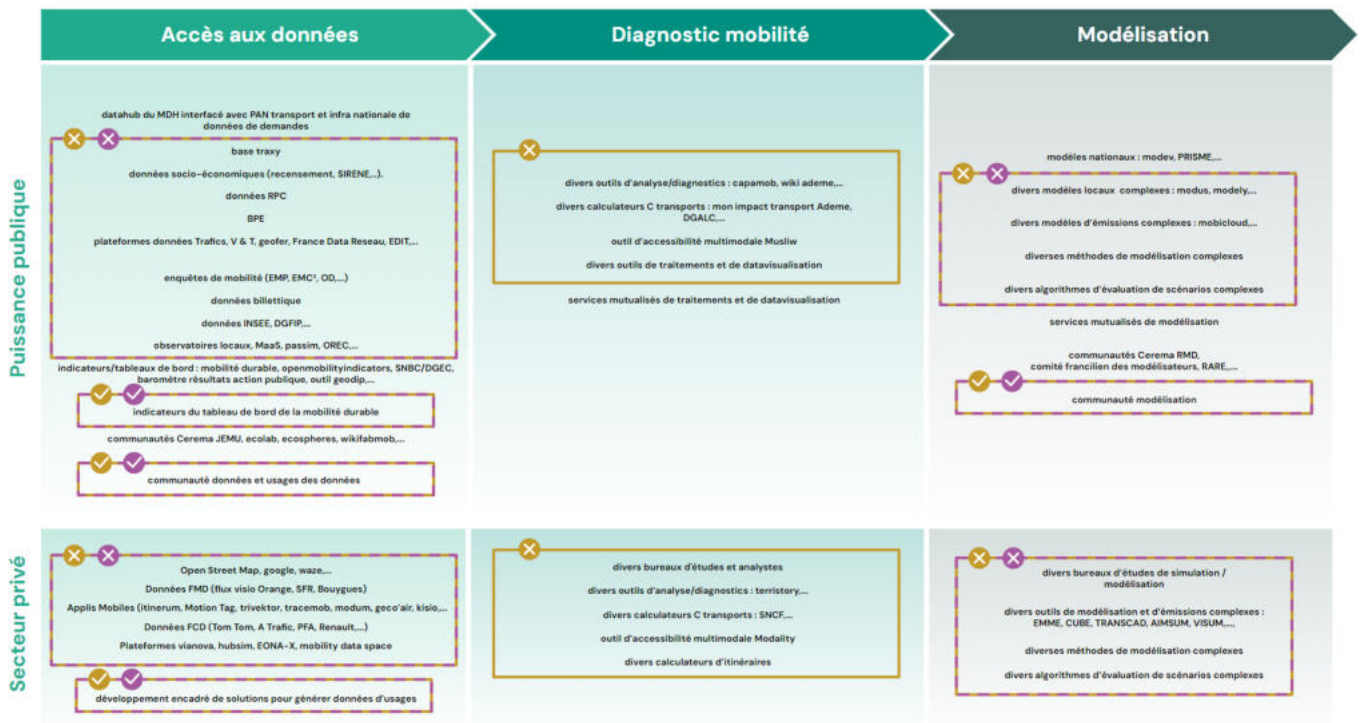 Accès aux données
Diagnostic mobilité
Modélisation
Puissance publique
datahub du MDH interfacé avec PAN transport et infra nationale de
données de demandes
base traxy
données socio-économiques (recensement, SIRENE,..).
données RPC
BPE
plateformes données Trafics, V & T, geofer, France Data Reseau, EDIT,...
enquêtes de mobilité (EMP, EMC², OD,...)
données billettique
données INSEE, DGFIP,...
observatoires locaux, MaaS, passim, OREC,...
indicateurs/tableaux de bord : mobilité durable, openmobilityindicators, SNBC/DGEC,
baromètre résultats action publique, outil geodip,...
indicateurs du tableau de bord de la mobilité durable
communautés Cerema JEMU, ecolab, ecospheres, wikifabmob,...
communauté données et usages des données
divers outils d'analyse/diagnostics : capamob, wiki ademe,...
divers calculateurs C transports : mon impact transport Ademe,
DGALC,...
outil d'accessibilité multimodale Musliw
divers outils de traitements et de datavisualisation
services mutualisés de traitements et de datavisualisation
modèles nationaux : modev, PRISME,...
divers modèles locaux complexes : modus, modely,...
divers modèles d'émissions complexes : mobicloud,...
diverses méthodes de modélisation complexes
divers algorithmes d'évaluation de scénarios complexes
services mutualisés de modélisation
communautés Cerema RMD,
comité francilien des modélisateurs, RARE,,...
communauté modélisation
Secteur privé
Open Street Map, google, waze,...
Données FMD (flux visio Orange, SFR, Bouygues)
Applis Mobiles (itinerum, Motion Tag, trivektor, tracemob, modum, geco'air, kisio,...
Données FCD (Tom Tom, A Trafic, PFA, Renault,...)
Plateformes vianova, hubsim, EONA-X, mobility data space
développement encadré de solutions pour générer données d'usages
divers bureaux d'études et analystes
divers outils d'analyse/diagnostics : terristory,...
divers calculateurs C transports : SNCF,...
outil d'accessibilité multimodale Modality
divers calculateurs d'itinéraires
divers bureaux d'études de simulation /
modélisation
divers outils de modélisation et d'émissions complexes :
EMME, CUBE, TRANSCAD, AIMSUM, VISUM,...,
diverses méthodes de modélisation complexes
divers algorithmes d'évaluation de scénarios complexes